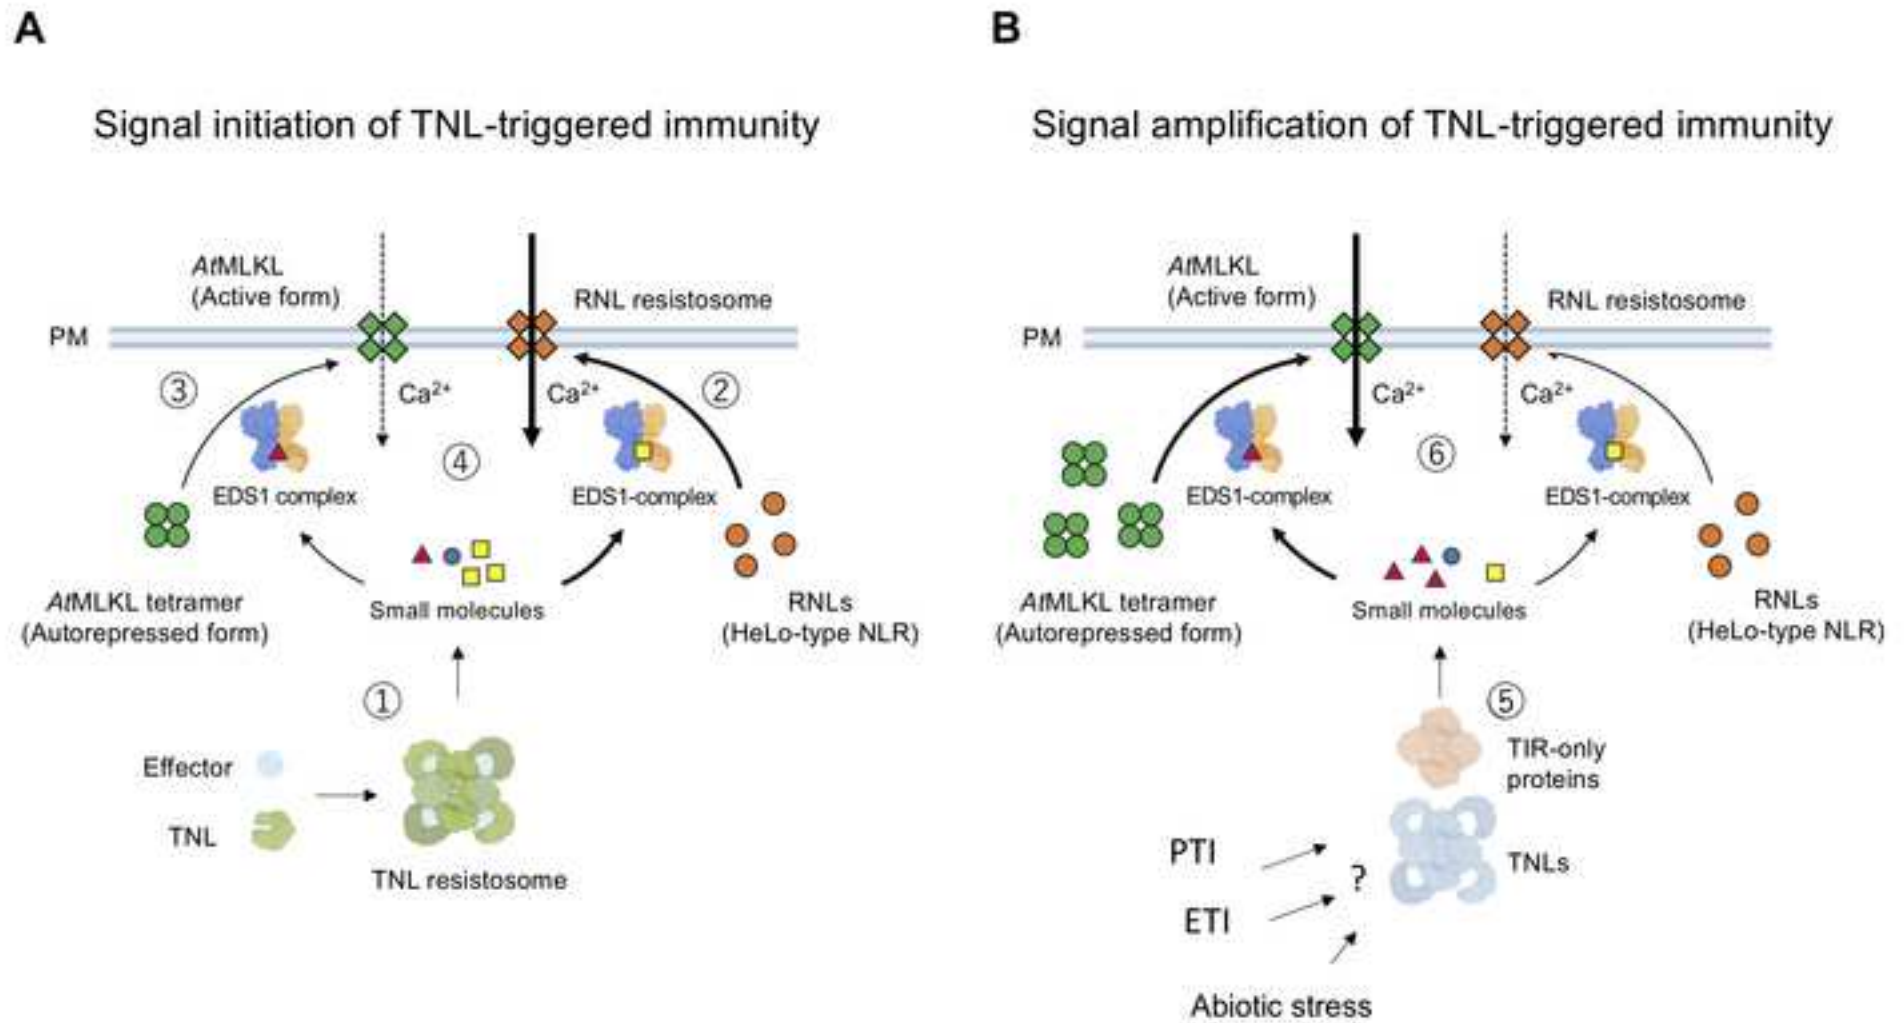 A
Signal initiation of TNL-triggered immunity
AtMLKL
(Active form)
RNL resistosome
PM
③
Ca²⁺
Ca²⁺
②
④
EDS1 complex
EDS1-complex
AtMLKL tetramer
(Autorepressed form)
Small molecules
RNLs
(HeLo-type NLR)
①
Effector
TNL
TNL resistosome
B
Signal amplification of TNL-triggered immunity
AtMLKL
(Active form)
RNL resistosome
PM
Ca²⁺
Ca²⁺
⑥
EDS1-complex
EDS1-complex
AtMLKL tetramer
(Autorepressed form)
Small molecules
RNLs
(HeLo-type NLR)
⑤
TIR-only
proteins
PTI
TNLs
?
ETI
Abiotic stress